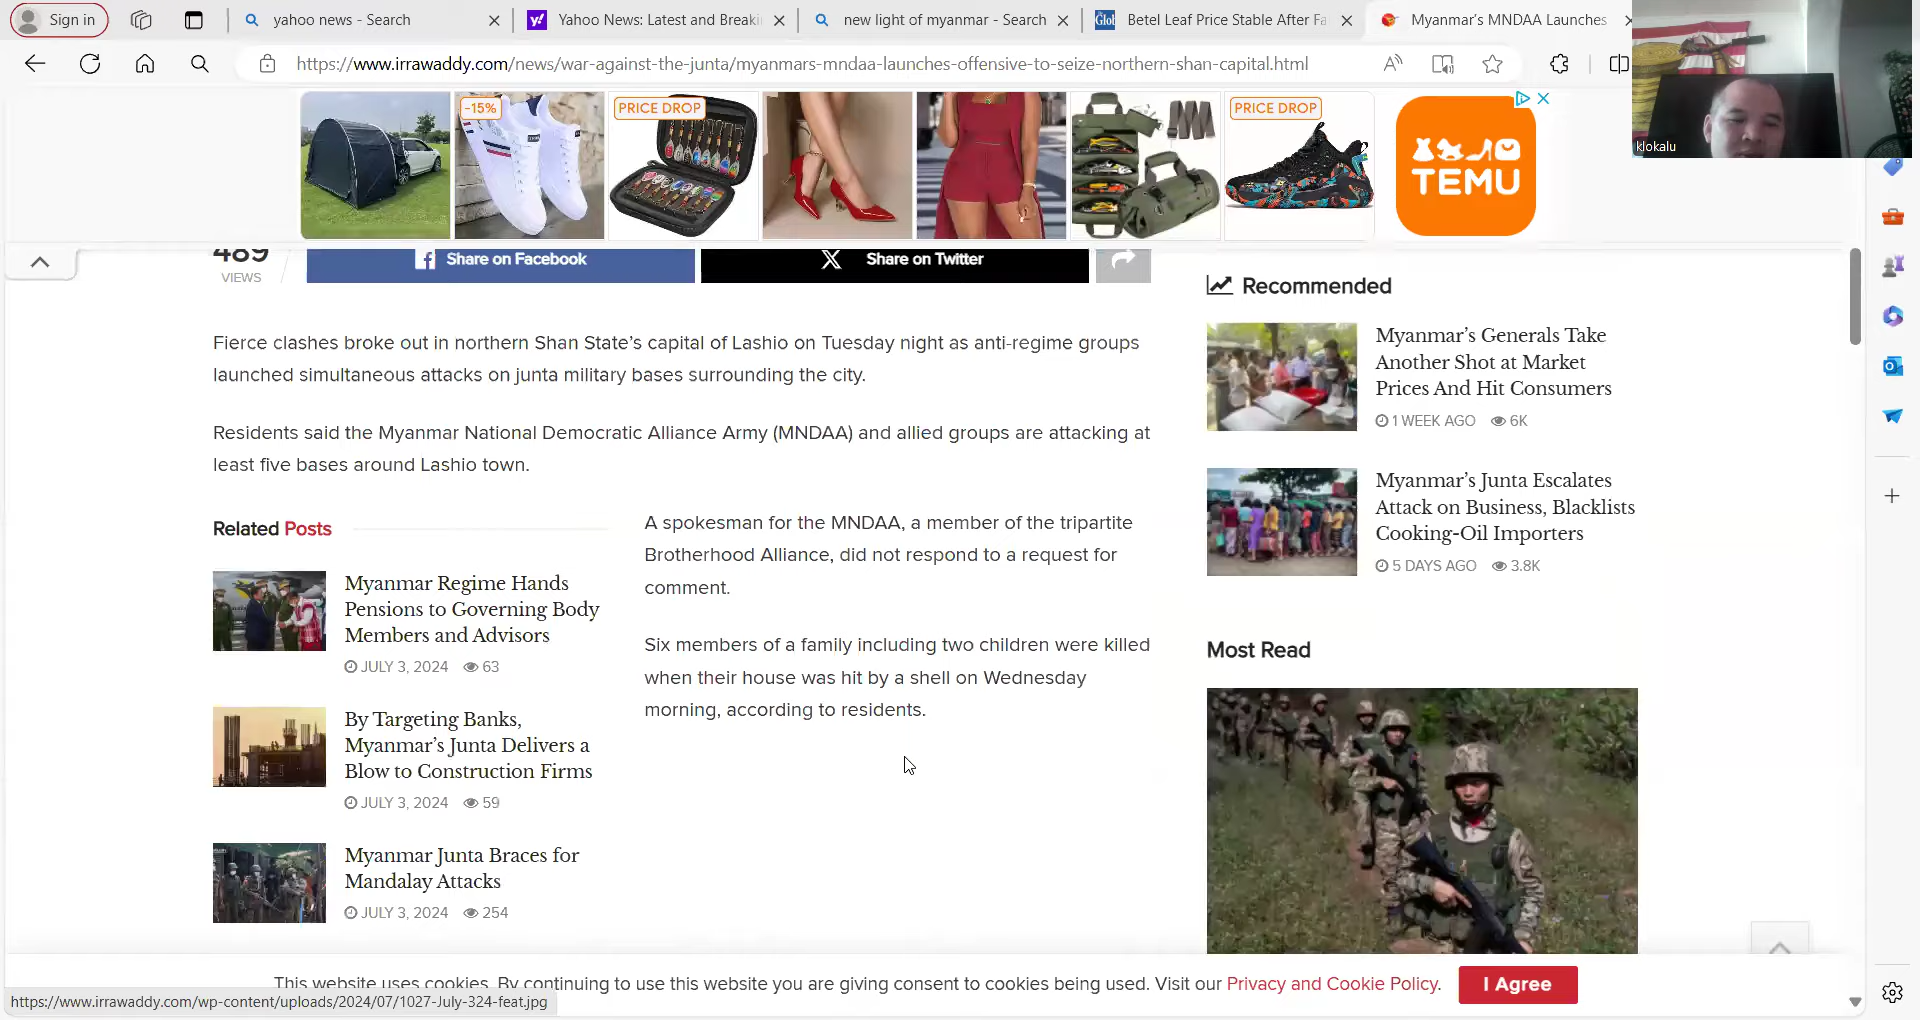 Sign in
yahoo news - Search
Yahoo News: Latest and Breaki
new light of myanmar - Search
Betel Leaf Price Stable After Fa
Myanmar's MNDAA Launches
https://www.irrawaddy.com/news/war-against-the-junta/myanmars-mndaa-launches-offensive-to-seize-northern-shan-capital.html
klokalu
-15%
PRICE DROP
PRICE DROP
TEMU
489
VIEWS
Share on Facebook
Share on Twitter
Fierce clashes broke out in northern Shan State's capital of Lashio on Tuesday night as anti-regime groups
launched simultaneous attacks on junta military bases surrounding the city.
Residents said the Myanmar National Democratic Alliance Army (MNDAA) and allied groups are attacking at
least five bases around Lashio town.
Related Posts
Myanmar Regime Hands
Pensions to Governing Body
Members and Advisors
JULY 3, 2024 63
By Targeting Banks,
Myanmar's Junta Delivers a
Blow to Construction Firms
JULY 3, 2024 59
Myanmar Junta Braces for
Mandalay Attacks
JULY 3, 2024 254
A spokesman for the MNDAA, a member of the tripartite
Brotherhood Alliance, did not respond to a request for
comment.
Six members of a family including two children were killed
when their house was hit by a shell on Wednesday
morning, according to residents.
Recommended
Myanmar's Generals Take
Another Shot at Market
Prices And Hit Consumers
1 WEEK AGO 6K
Myanmar's Junta Escalates
Attack on Business, Blacklists
Cooking-Oil Importers
5 DAYS AGO 3.8K
Most Read
This website uses cookies. By continuing to use this website you are giving consent to cookies being used. Visit our Privacy and Cookie Policy.
I Agree
https://www.irrawaddy.com/wp-content/uploads/2024/07/1027-July-324-feat.jpg